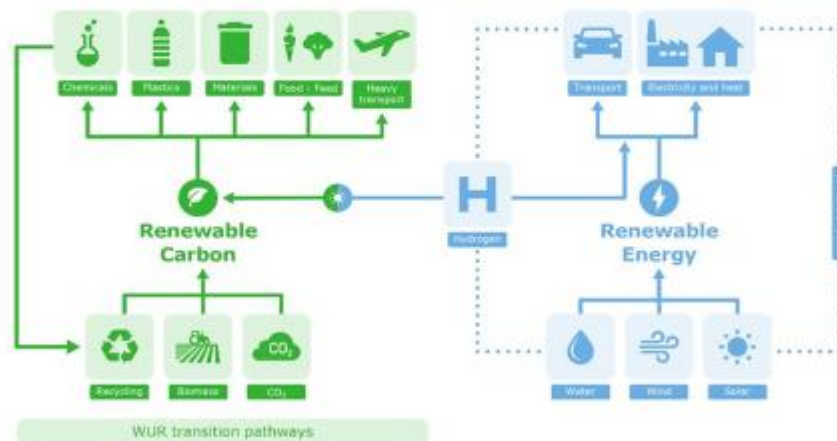 Chemicals
Plastics
Materials
Food - Feed
Heavy
transport
Transport
Electricity and heat
H
Hydrogen
Renewable
Carbon
Renewable
Energy
CO₂
Recycling
Biomass
CO₂
Water
Wind
Solar
WUR transition pathways